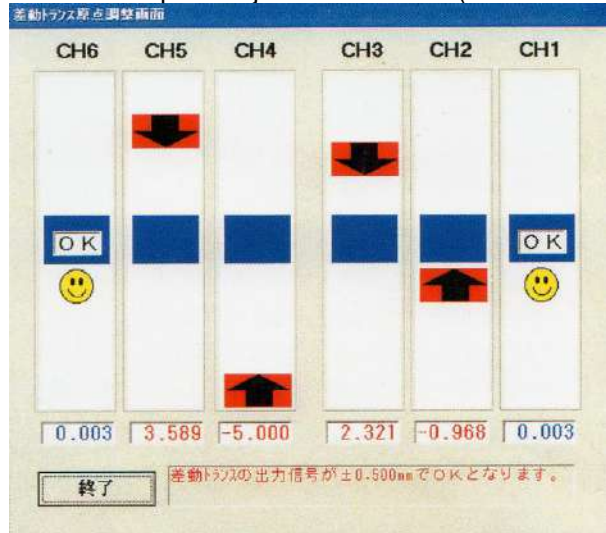 差動トランス原点調整画面
CH6 CH5 CH4 CH3 CH2 CH1
OK OK
0.003 3.589 -5.000 2.321 -0.968 0.003
終了
差動トランスの出力信号が±0.500mmでOKとなります。